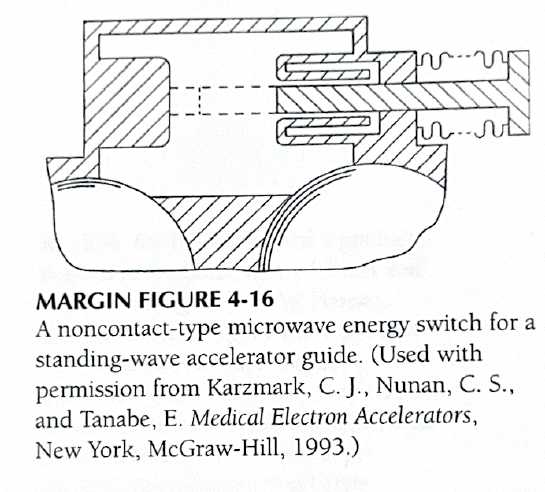 MARGIN FIGURE 4-16
A noncontact-type microwave energy switch for a
standing-wave accelerator guide. (Used with
permission from Karzmark, C. J., Nunan, C. S.,
and Tanabe, E. Medical Electron Accelerators,
New York, McGraw-Hill, 1993.)